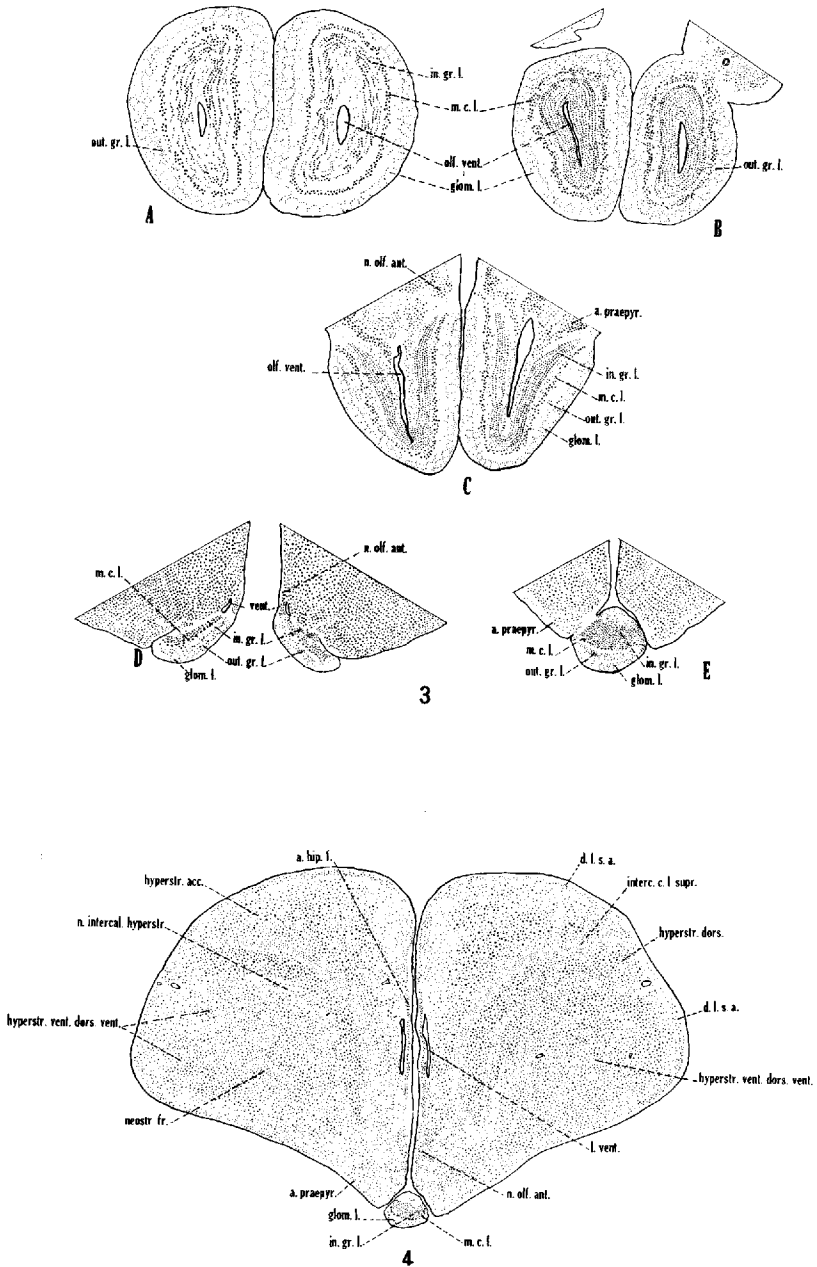 in. gr. l.
m. c. l.
out. gr. l.
olf. vent.
glom. l.
out. gr. l.
A
B
n. olf. ant.
a. praepyr.
olf. vent.
in. gr. l.
m. c. l.
out. gr. l.
glom. l.
C
n. olf. ant.
m. c. l.
vent.
in. gr. l.
out. gr. l.
glom. l.
D
a. praepyr.
m. c. l.
out. gr. l.
in. gr. l.
glom. l.
E
3
a. hip. f.
d. l. s. a.
hyperstr. acc.
interc. c. l. supr.
n. intercal. hyperstr.
hyperstr. dors.
d. l. s. a.
hyperstr. vent. dors. vent.
hyperstr. vent. dors. vent.
neostr fr.
l. vent.
a. praepyr.
n. olf. ant.
glom. l.
in. gr. l.
m. c. l.
4